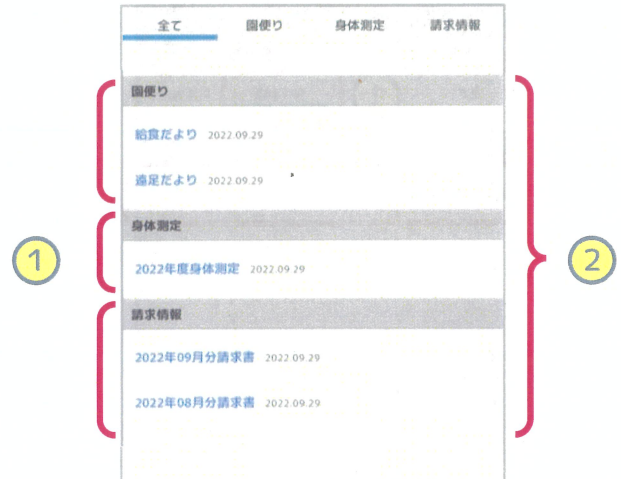 全て 園便り 身体測定 請求情報
園便り
給食だより 2022.09.29
遠足だより 2022.09.29
身体測定
2022年度身体測定 2022.09.29
請求情報
2022年09月分請求書 2022.09.29
2022年08月分請求書 2022.09.29
1
2